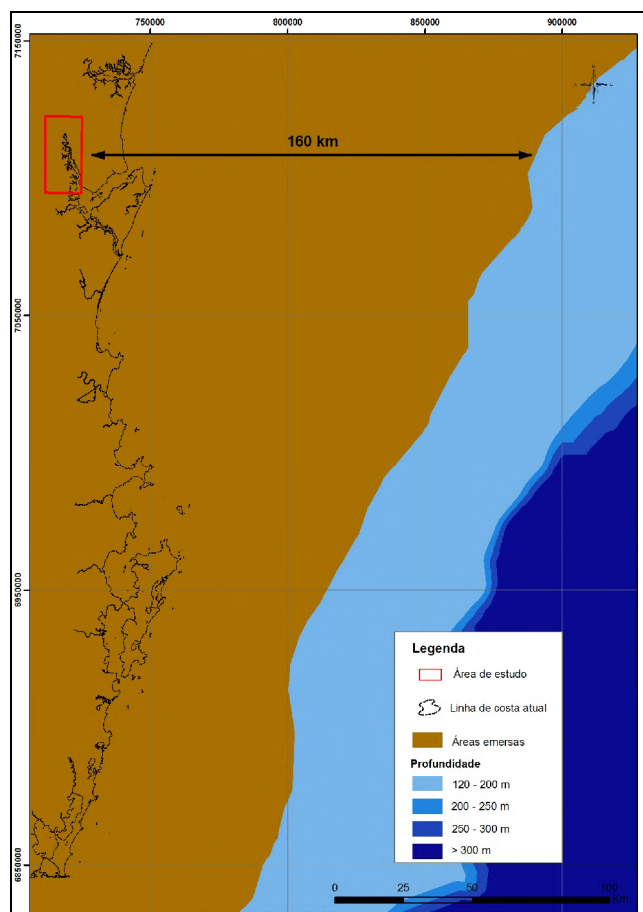 750000 800000 850000 900000
7150000
160 km
7050000
6950000
6850000
Legenda
Área de estudo
Linha de costa atual
Áreas emersas
Profundidade
120 - 200 m
200 - 250 m
250 - 300 m
> 300 m
0 25 50 100
Km